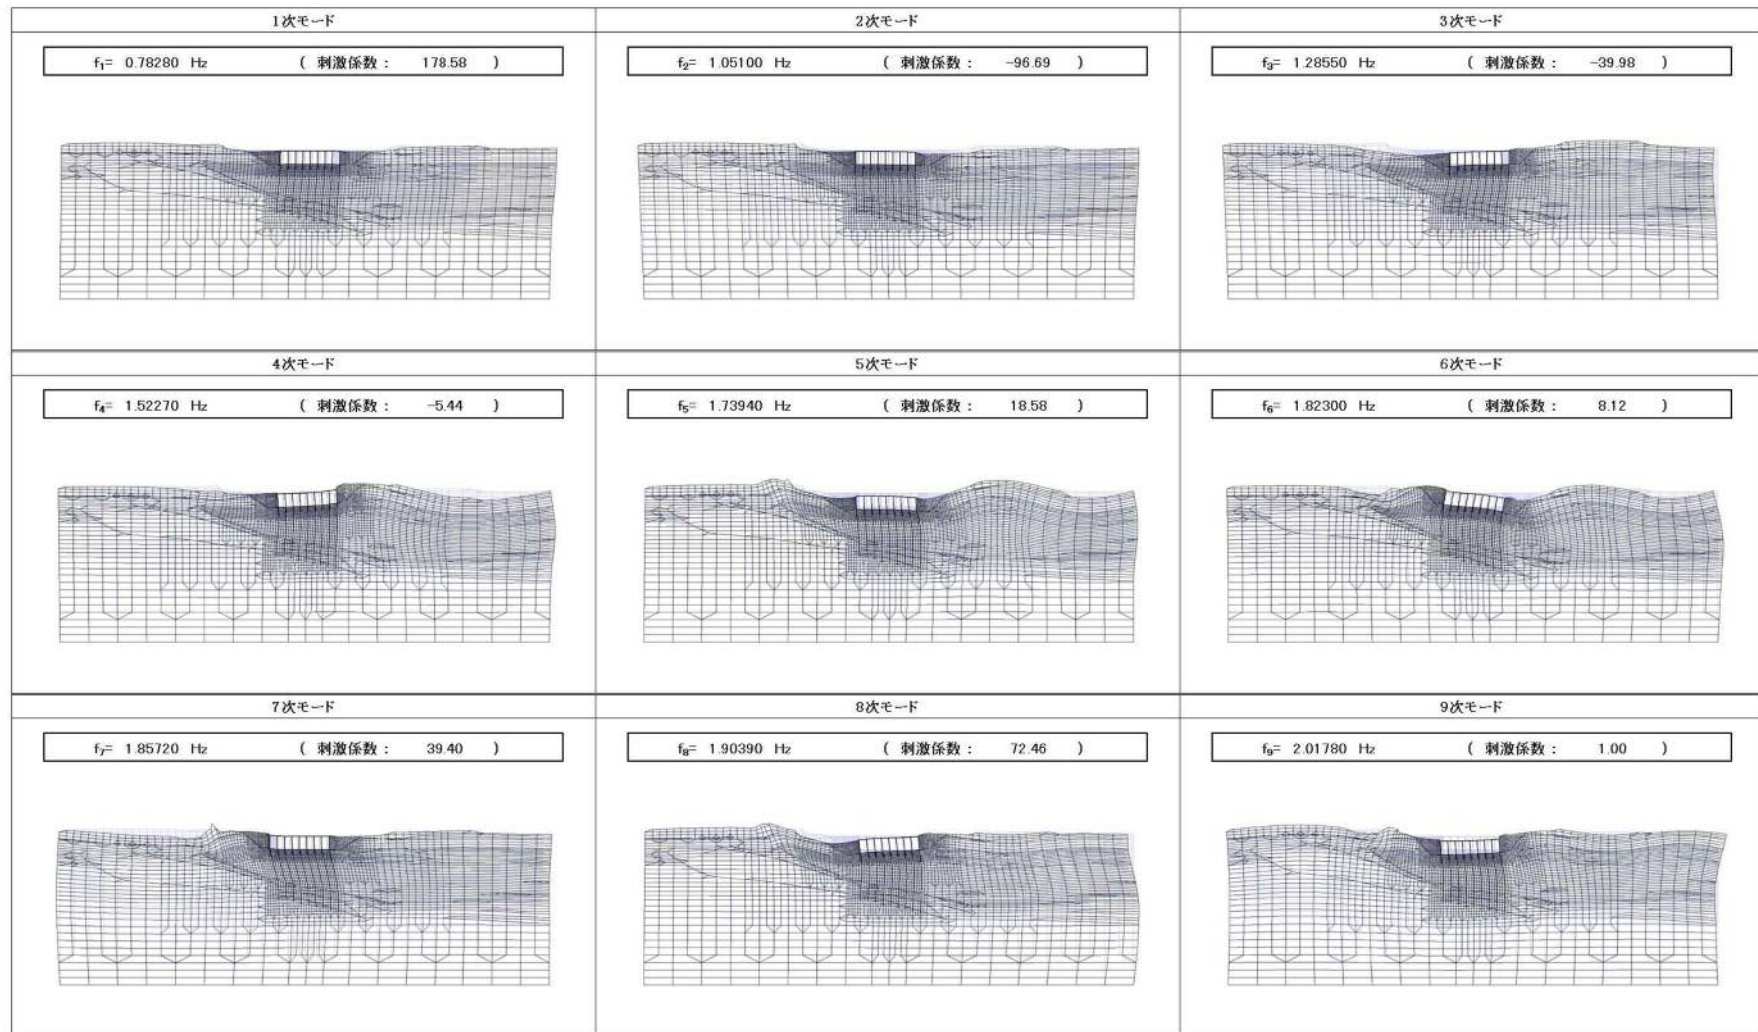 1次モード
2次モード
3次モード
f₁= 0.78280 Hz ( 刺激係数 : 178.58 )
f₂= 1.05100 Hz ( 刺激係数 : -96.69 )
f₃= 1.28550 Hz ( 刺激係数 : -39.98 )
4次モード
5次モード
6次モード
f₄= 1.52270 Hz ( 刺激係数 : -5.44 )
f₅= 1.73940 Hz ( 刺激係数 : 18.58 )
f₆= 1.82300 Hz ( 刺激係数 : 8.12 )
7次モード
8次モード
9次モード
f₇= 1.85720 Hz ( 刺激係数 : 39.40 )
f₈= 1.90390 Hz ( 刺激係数 : 72.46 )
f₉= 2.01780 Hz ( 刺激係数 : 1.00 )